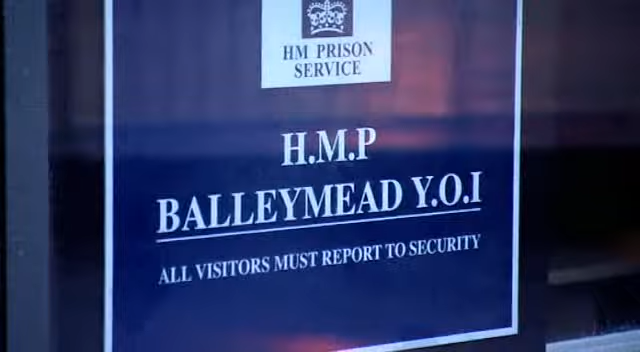 HM PRISON
SERVICE
H.M.P
BALLEYMEAD Y.O.I
ALL VISITORS MUST REPORT TO SECURITY